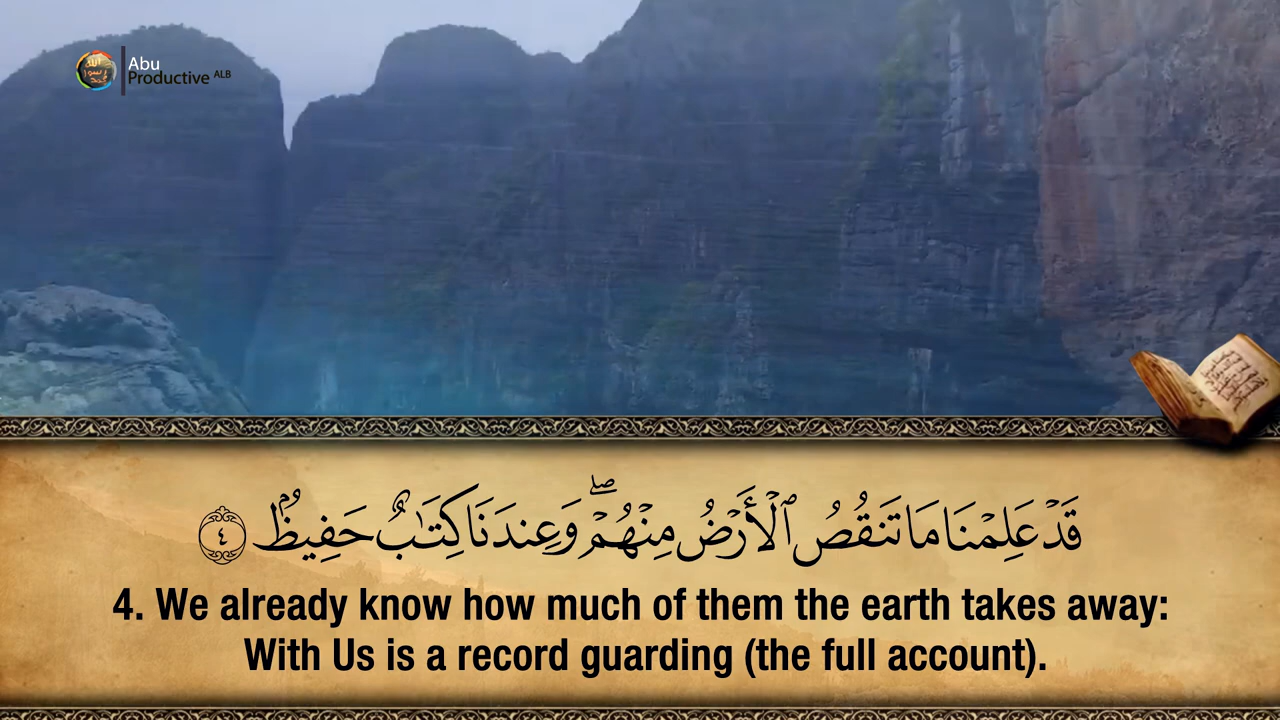 Abu
Productive ALB
قَدْ عَلِمْنَا مَا تَنقُصُ ٱلْأَرْضُ مِنْهُمْ ۖ وَعِندَنَا كِتَـٰبٌ حَفِيظٌۢ ٤
4. We already know how much of them the earth takes away:
With Us is a record guarding (the full account).